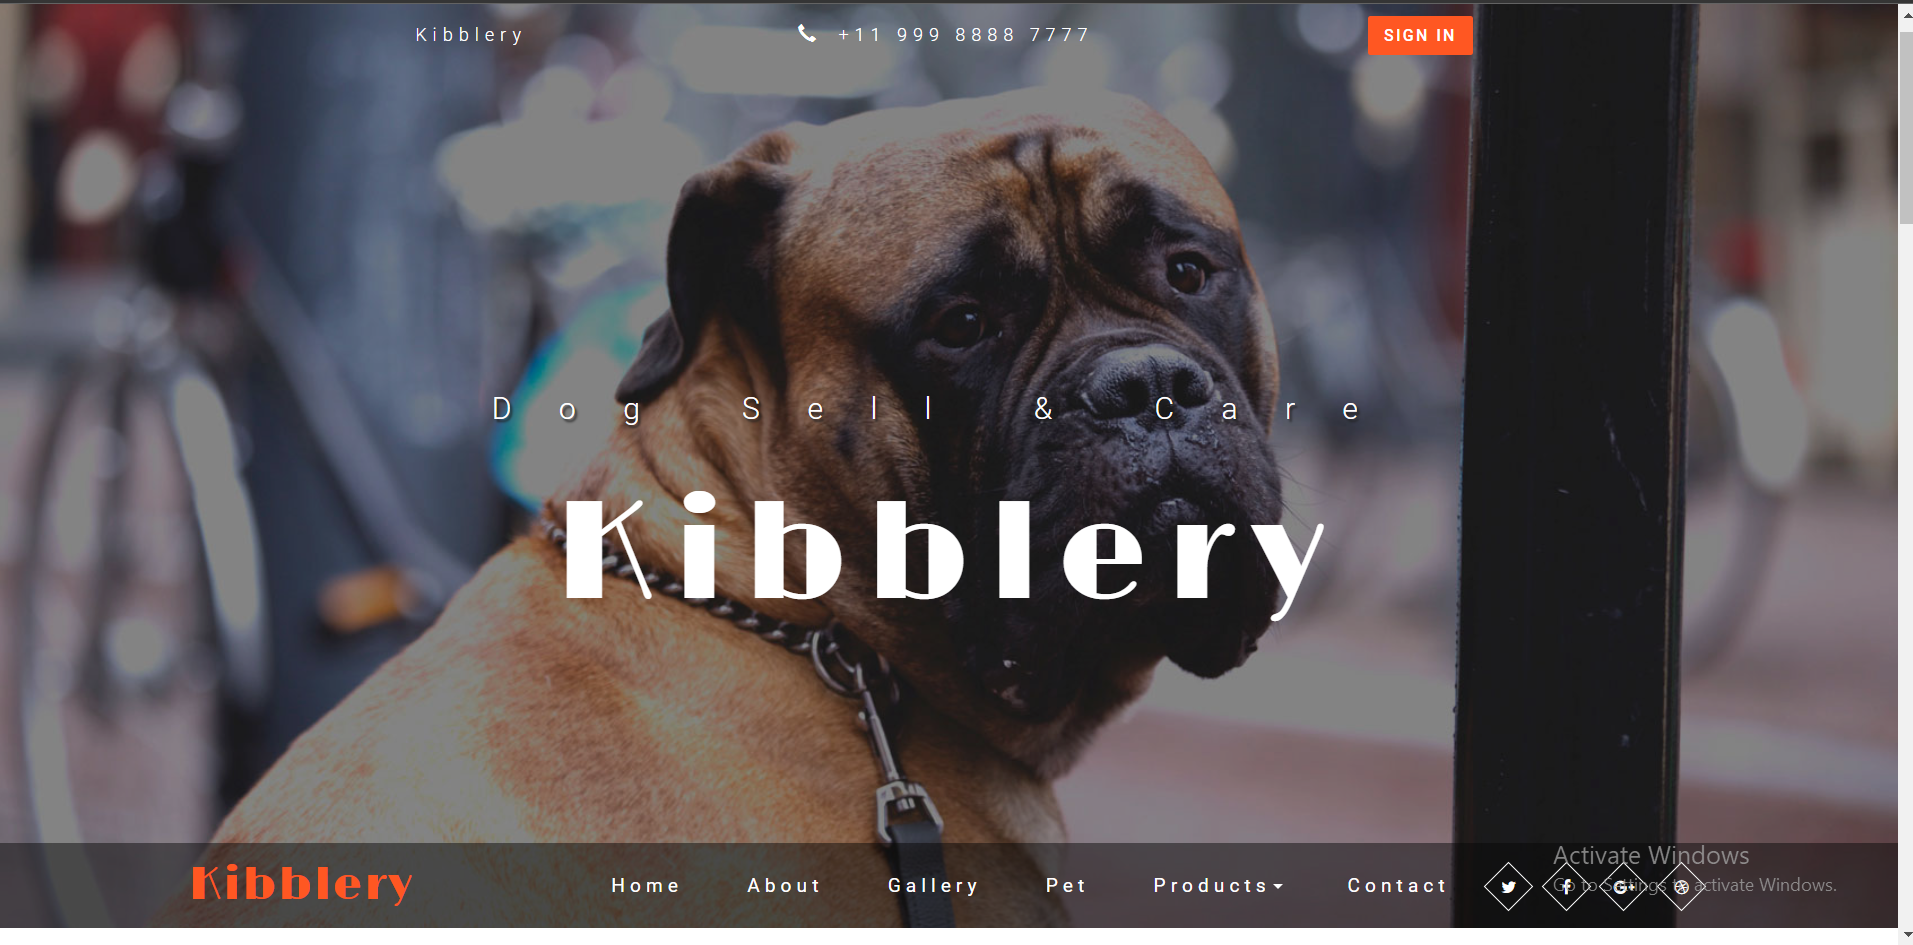 Kibblery
+11 999 8888 7777
SIGN IN
Dog Sell & Care
Kibblery
Kibblery
Home
About
Gallery
Pet
Products
Contact
Activate Windows
Go to Settings to activate Windows.